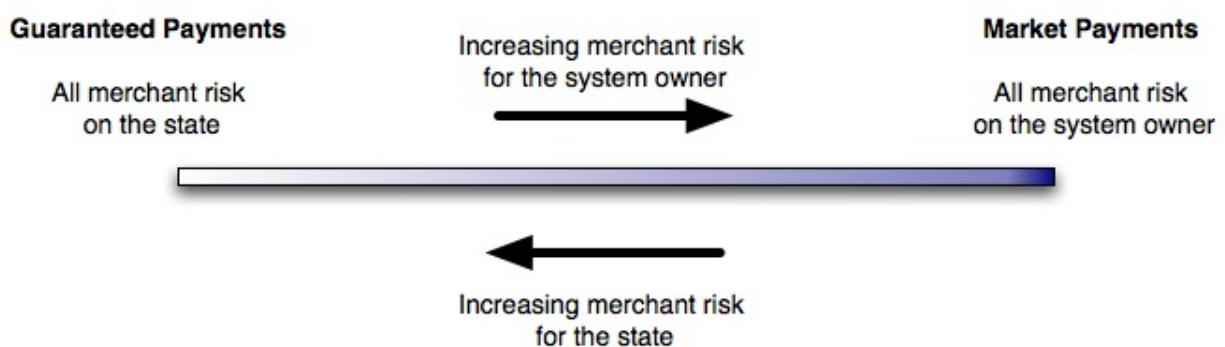 Guaranteed Payments
All merchant risk
on the state
Increasing merchant risk
for the system owner
Market Payments
All merchant risk
on the system owner
Increasing merchant risk
for the state